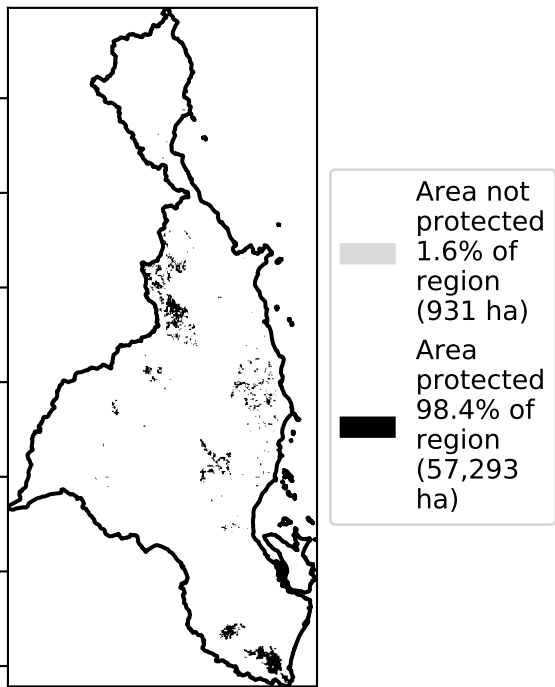 Area not
protected
1.6% of
region
(931 ha)
Area
protected
98.4% of
region
(57,293
ha)